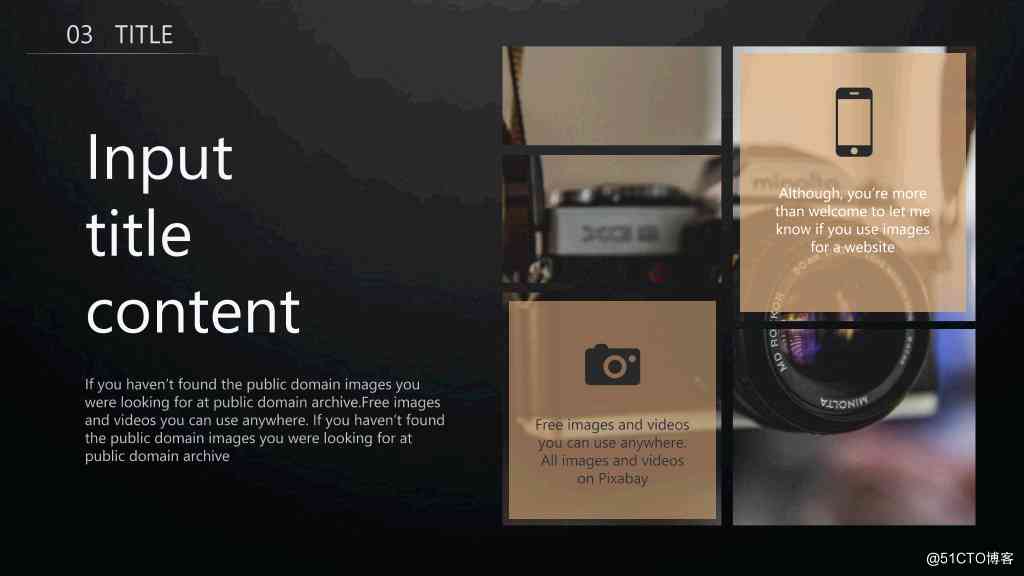 03 TITLE
Input
title
content
If you haven’t found the public domain images you
were looking for at public domain archive.Free images
and videos you can use anywhere. If you haven’t found
the public domain images you were looking for at
public domain archive
Although, you’re more
than welcome to let me
know if you use images
for a website
Free images and videos
you can use anywhere.
All images and videos
on Pixabay
MD ROKKOR
MINOLTA
@51CTO博客